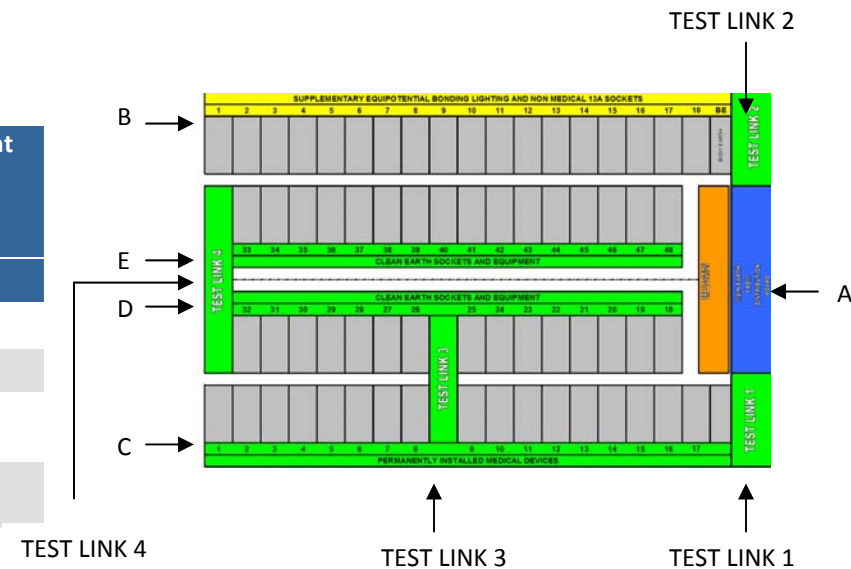 TEST LINK 2
nt
SUPPLEMENTARY EQUIPOTENTIAL BONDING LIGHTING AND NON MEDICAL 13A SOCKETS
1 2 3 4 5 6 7 8 9 10 11 12 13 14 15 16 17 18 BE
B
BODY EARTH
TEST LINK 2
TEST LINK 4
33 34 35 36 37 38 39 40 41 42 43 44 45 46 47 48
E
CLEAN EARTH SOCKETS AND EQUIPMENT
A
CLEAN EARTH SOCKETS AND EQUIPMENT
D
32 31 30 29 28 27 26 25 24 23 22 21 20 19 18
TEST LINK 3
TEST LINK 1
C
1 2 3 4 5 6 7 8 9 10 11 12 13 14 15 16 17
PERMANENTLY INSTALLED MEDICAL DEVICES
TEST LINK 4
TEST LINK 3
TEST LINK 1